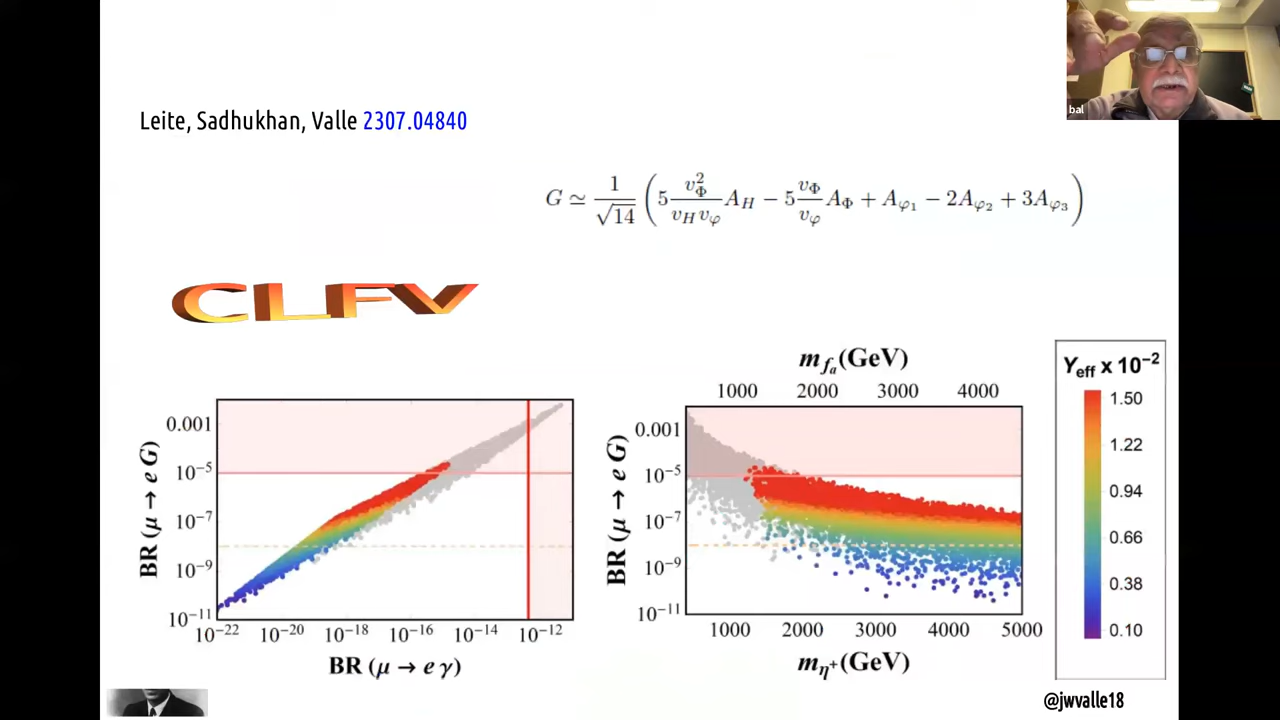 bal
Leite, Sadhukhan, Valle 2307.04840
G ≃ 1/√14 (5 v_Φ^2/(v_H v_φ) A_H − 5 v_Φ/v_φ A_Φ + A_φ1 − 2A_φ2 + 3A_φ3)
CLFV
m_fa (GeV)
1000 2000 3000 4000
Y_eff x 10^-2
1.50
1.22
0.94
0.66
0.38
0.10
BR (μ → e G)
0.001
10^-5
10^-7
10^-9
10^-11
10^-22 10^-20 10^-18 10^-16 10^-14 10^-12
BR (μ → e γ)
BR (μ → e G)
0.001
10^-5
10^-7
10^-9
10^-11
1000 2000 3000 4000 5000
m_η+ (GeV)
@jwvalle18